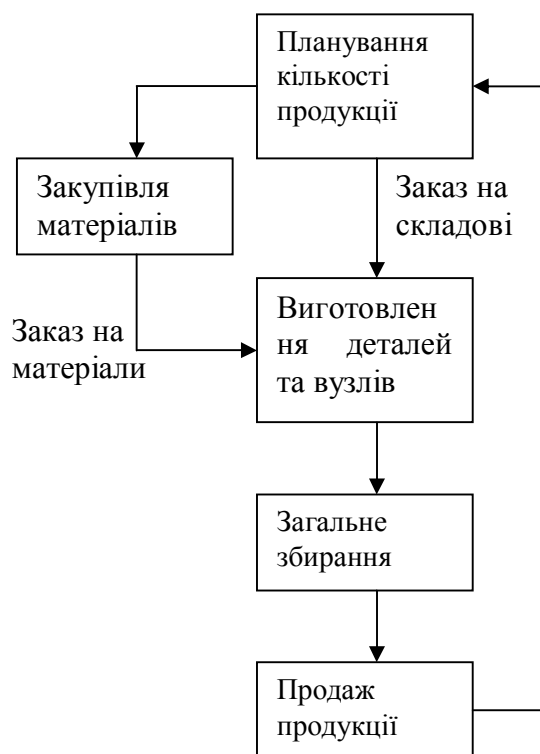 Планування
кількості
продукції
Закупівля
матеріалів
Заказ на
складові
Заказ на
матеріали
Виготовлен
ня деталей
та вузлів
Загальне
збирання
Продаж
продукції